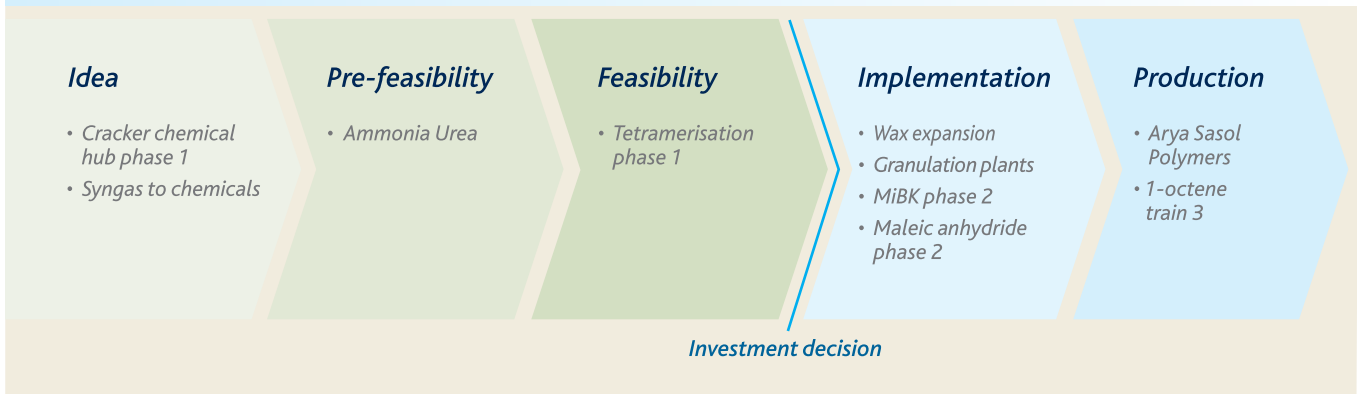 Idea
• Cracker chemical
hub phase 1
• Syngas to chemicals
Pre-feasibility
• Ammonia Urea
Feasibility
• Tetramerisation
phase 1
Implementation
• Wax expansion
• Granulation plants
• MiBK phase 2
• Maleic anhydride
phase 2
Production
• Arya Sasol
Polymers
• 1-octene
train 3
Investment decision